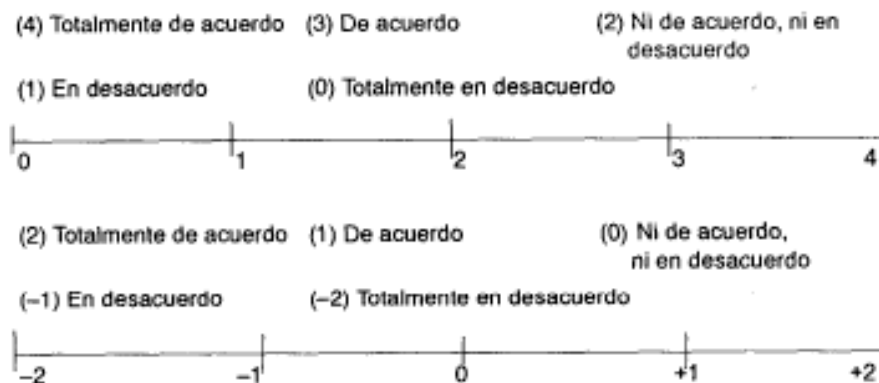 (4) Totalmente de acuerdo (3) De acuerdo (2) Ni de acuerdo, ni en
desacuerdo
(1) En desacuerdo (0) Totalmente en desacuerdo
0 1 2 3 4
(2) Totalmente de acuerdo (1) De acuerdo (0) Ni de acuerdo,
ni en desacuerdo
(–1) En desacuerdo (–2) Totalmente en desacuerdo
–2 –1 0 +1 +2